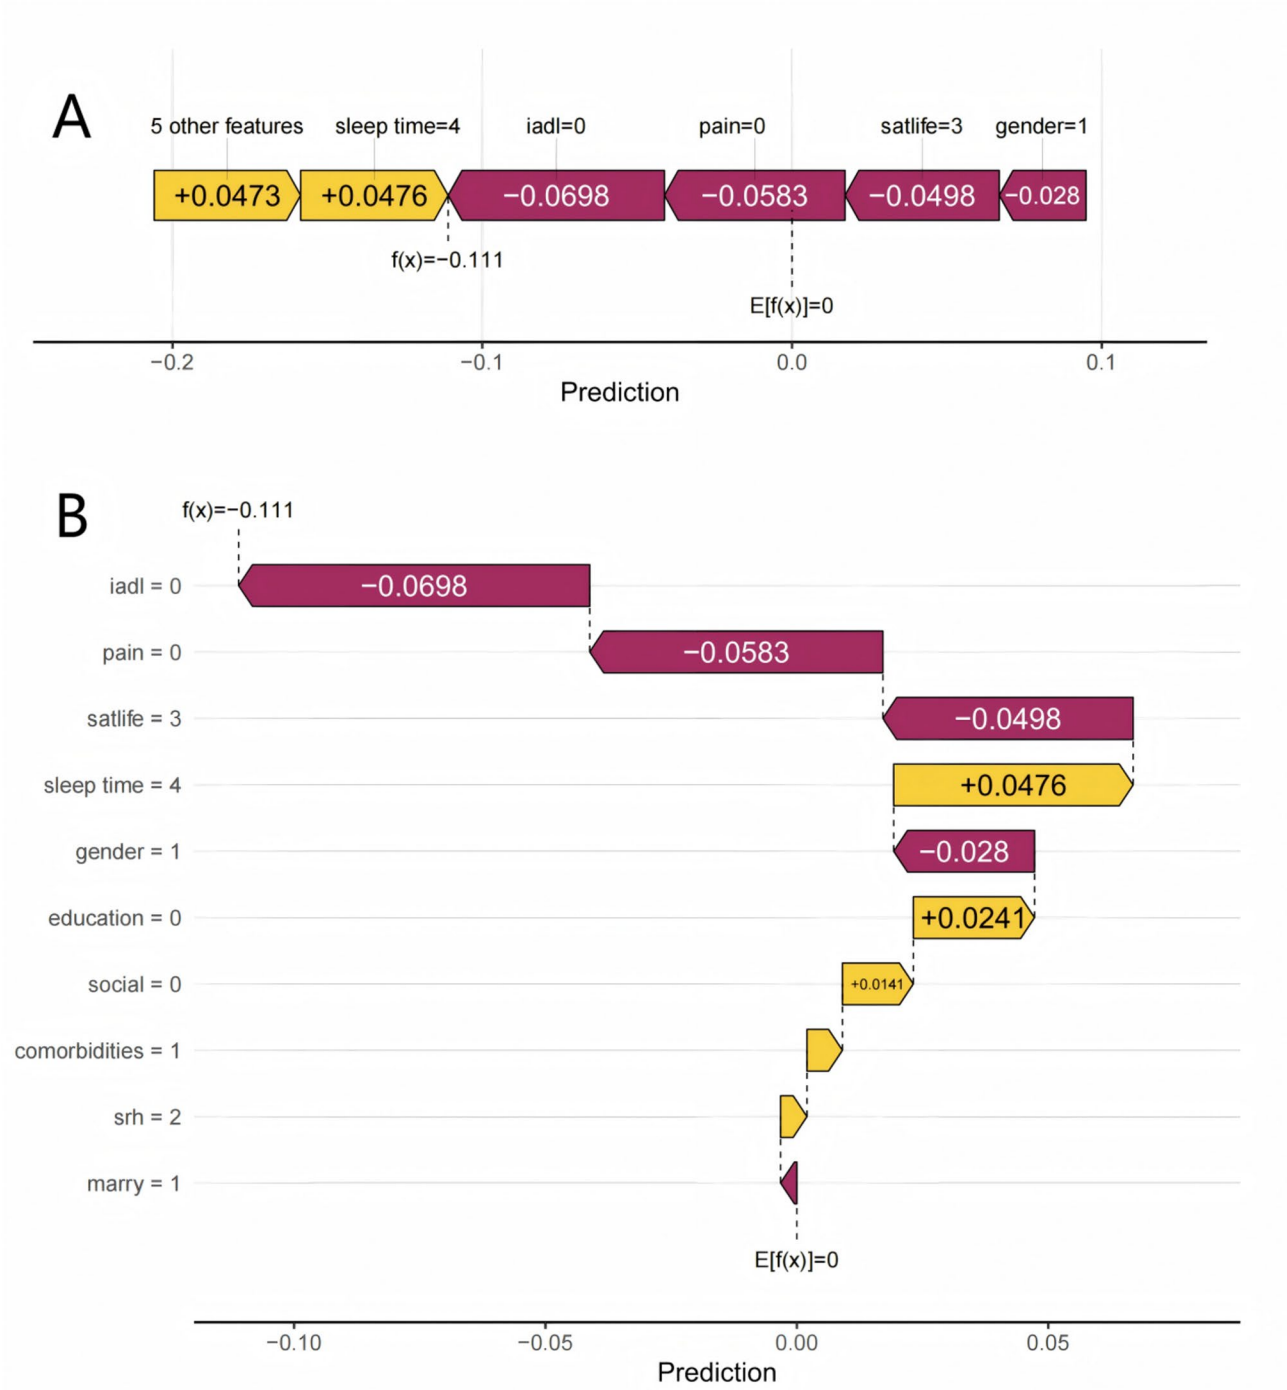 A
5 other features sleep time=4 iadl=0 pain=0 satlife=3 gender=1
+0.0473 +0.0476 −0.0698 −0.0583 −0.0498 −0.028
f(x)=−0.111
E[f(x)]=0
−0.2 −0.1 0.0 0.1
Prediction
B
f(x)=−0.111
iadl = 0 −0.0698
pain = 0 −0.0583
satlife = 3 −0.0498
sleep time = 4 +0.0476
gender = 1 −0.028
education = 0 +0.0241
social = 0 +0.0141
comorbidities = 1
srh = 2
marry = 1
E[f(x)]=0
−0.10 −0.05 0.00 0.05
Prediction